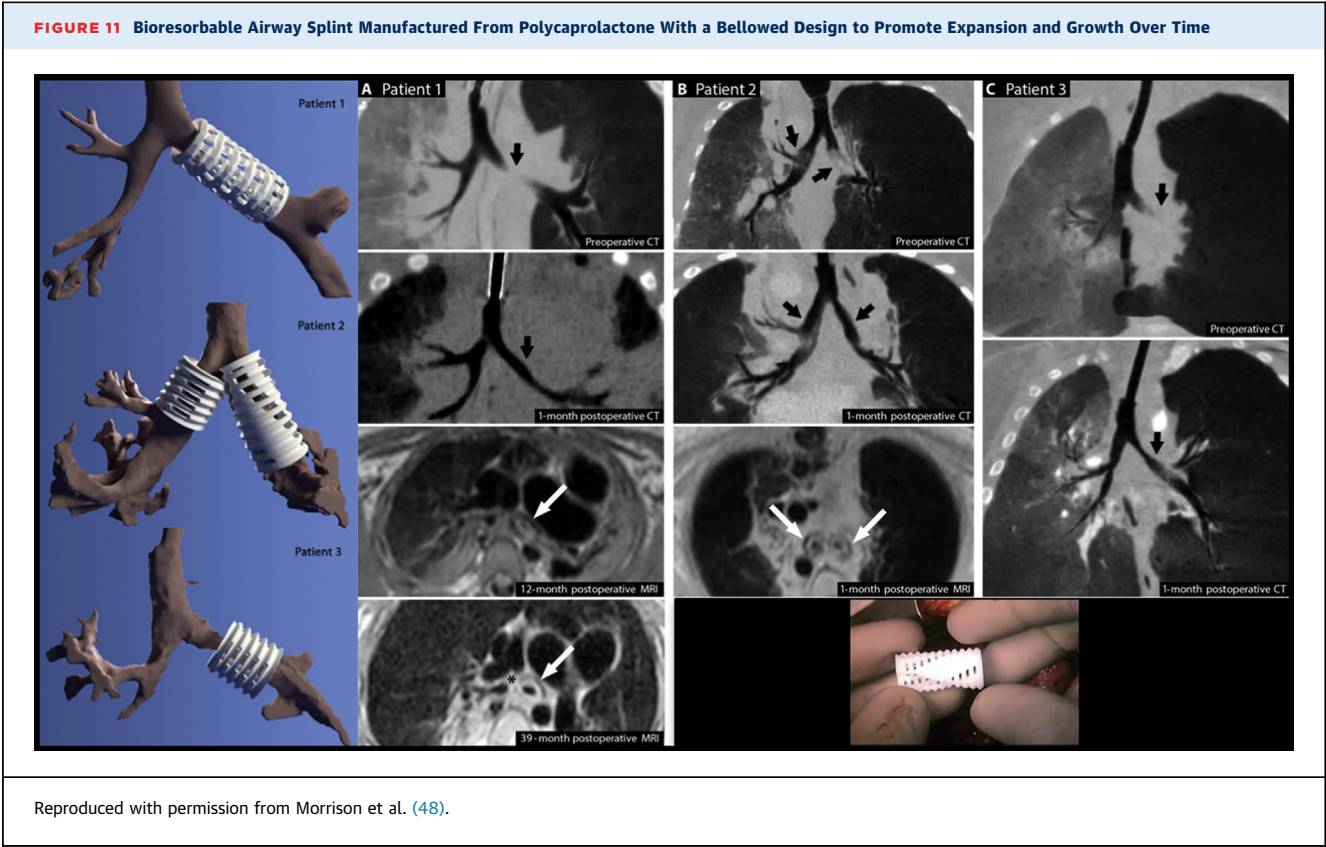 FIGURE 11 Bioresorbable Airway Splint Manufactured From Polycaprolactone With a Bellowed Design to Promote Expansion and Growth Over Time
Patient 1
Patient 2
Patient 3
A Patient 1
Preoperative CT
1-month postoperative CT
12-month postoperative MRI
*
39-month postoperative MRI
B Patient 2
Preoperative CT
1-month postoperative CT
1-month postoperative MRI
C Patient 3
Preoperative CT
1-month postoperative CT
Reproduced with permission from Morrison et al. (48).